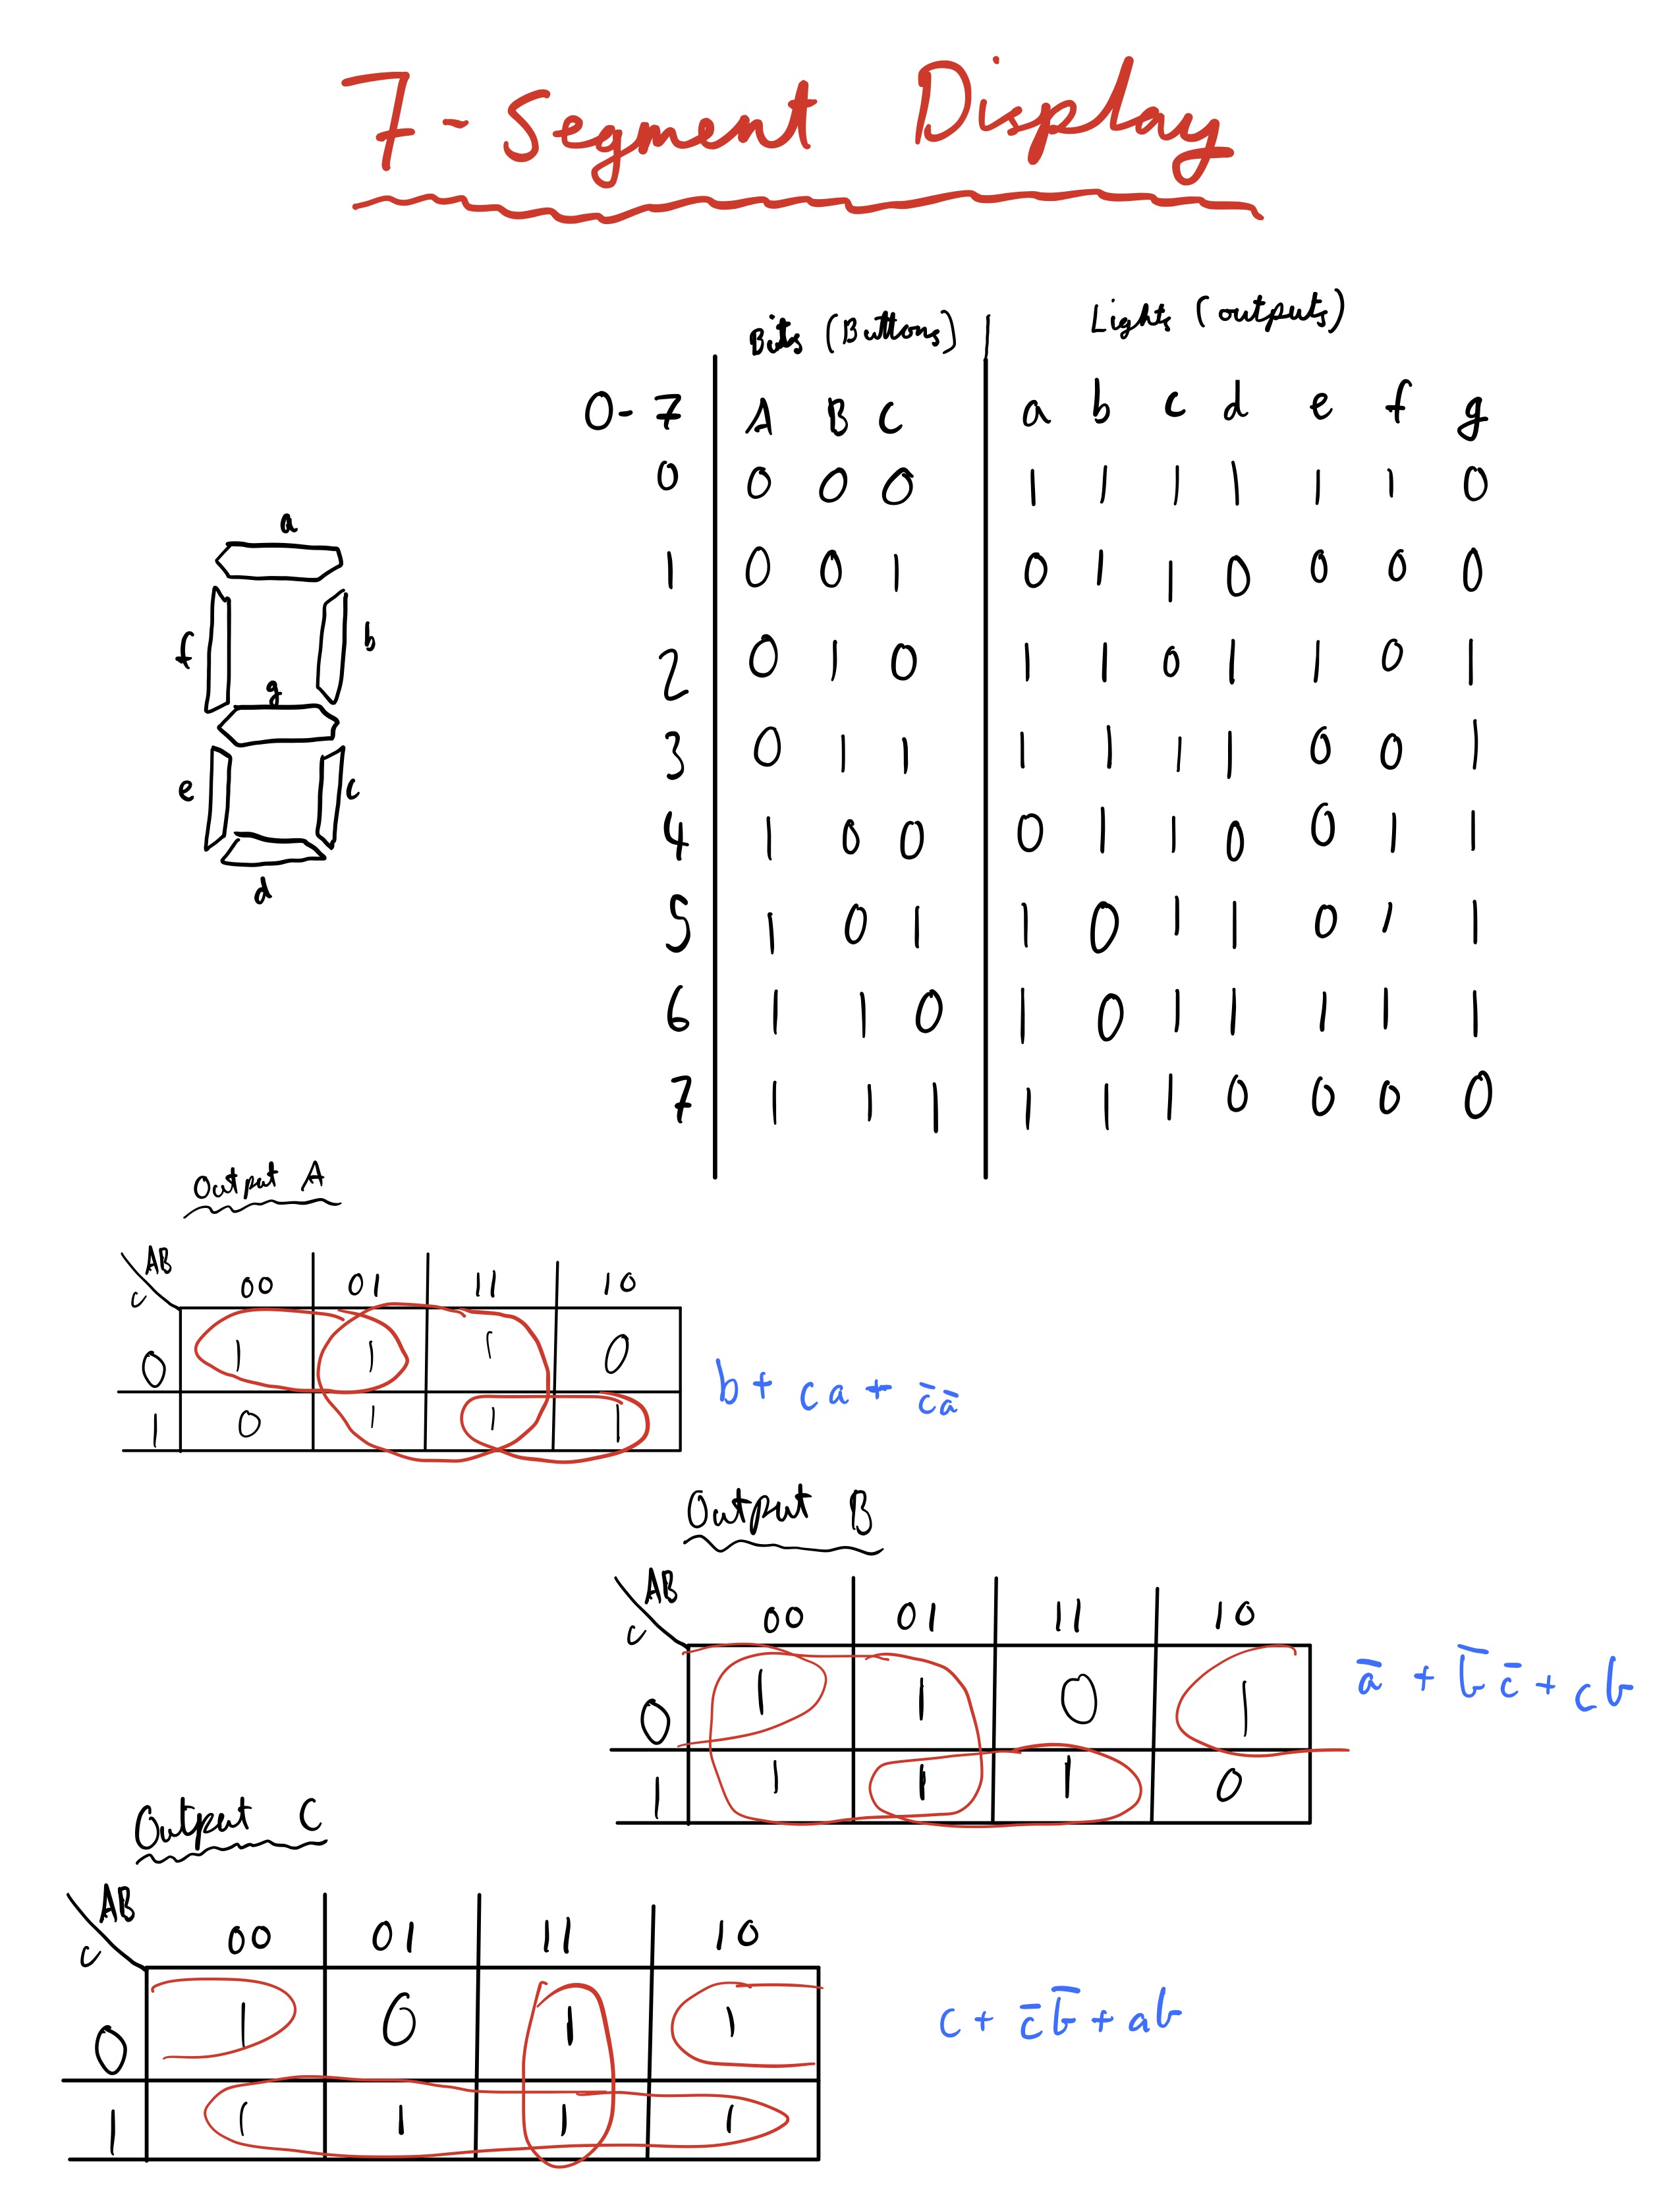 7-Segment Display
Bits (Buttons) Lights (outputs)
0-7 A B C a b c d e f g
0 0 0 0 1 1 1 1 1 1 0
1 0 0 1 0 1 1 0 0 0 0
2 0 1 0 1 1 0 1 1 0 1
3 0 1 1 1 1 1 1 0 0 1
4 1 0 0 0 1 1 0 0 1 1
5 1 0 1 1 0 1 1 0 1 1
6 1 1 0 1 0 1 1 1 1 1
7 1 1 1 1 1 1 0 0 0 0
a
f b
g
e c
d
Output A
AB
c 00 01 11 10
0 1 1 1 0
1 0 1 1 1
b + ca + c̄ā
Output B
AB
c 00 01 11 10
0 1 1 0 1
1 1 1 1 0
ā + b̄c̄ + cb
Output C
AB
c 00 01 11 10
0 1 0 1 1
1 1 1 1 1
c + c̄b̄ + ab